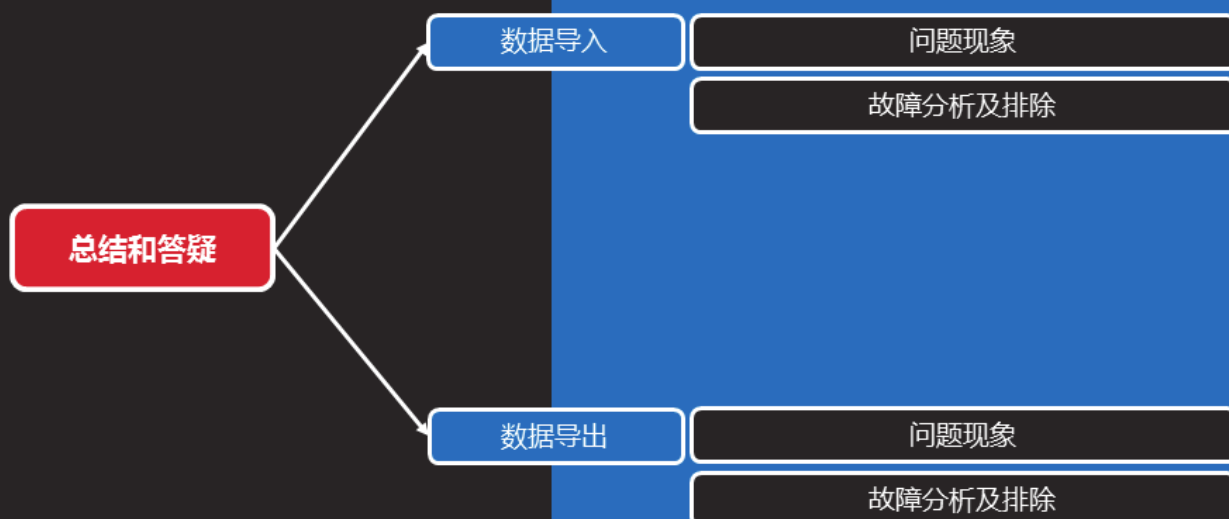 数据导入
问题现象
故障分析及排除
总结和答疑
数据导出
问题现象
故障分析及排除